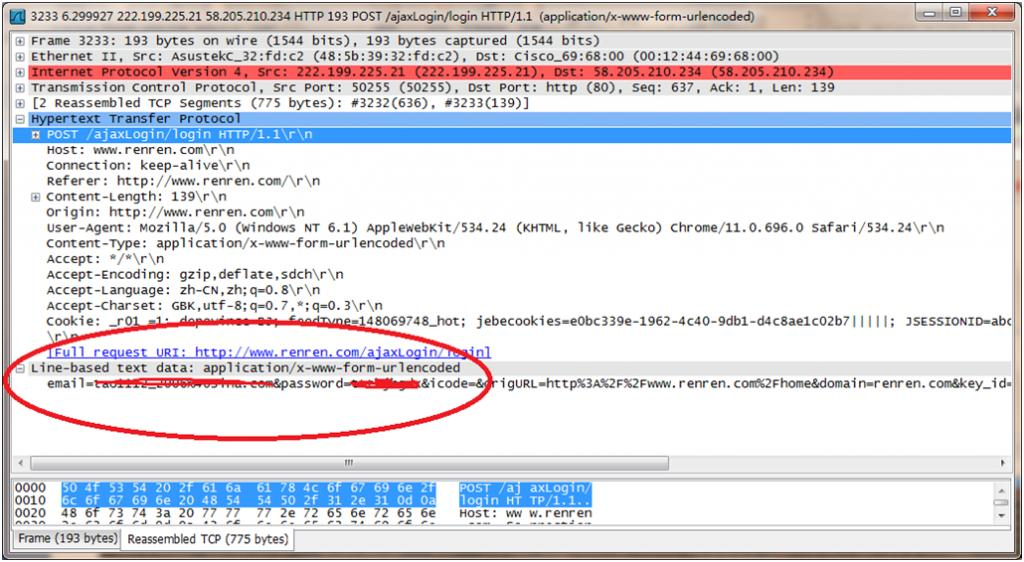 3233 6.299927 222.199.225.21 58.205.210.234 HTTP 193 POST /ajaxLogin/login HTTP/1.1 (application/x-www-form-urlencoded)
Frame 3233: 193 bytes on wire (1544 bits), 193 bytes captured (1544 bits)
Ethernet II, Src: AsustekC_32:fd:c2 (48:5b:39:32:fd:c2), Dst: Cisco_69:68:00 (00:12:44:69:68:00)
Internet Protocol Version 4, Src: 222.199.225.21 (222.199.225.21), Dst: 58.205.210.234 (58.205.210.234)
Transmission Control Protocol, Src Port: 50255 (50255), Dst Port: http (80), Seq: 637, Ack: 1, Len: 139
[2 Reassembled TCP Segments (775 bytes): #3232(636), #3233(139)]
Hypertext Transfer Protocol
POST /ajaxLogin/login HTTP/1.1\r\n
Host: www.renren.com\r\n
Connection: keep-alive\r\n
Referer: http://www.renren.com/\r\n
Content-Length: 139\r\n
Origin: http://www.renren.com\r\n
User-Agent: Mozilla/5.0 (Windows NT 6.1) AppleWebKit/534.24 (KHTML, like Gecko) Chrome/11.0.696.0 Safari/534.24\r\n
Content-Type: application/x-www-form-urlencoded\r\n
Accept: */*\r\n
Accept-Encoding: gzip,deflate,sdch\r\n
Accept-Language: zh-CN,zh;q=0.8\r\n
Accept-Charset: GBK,utf-8;q=0.7,*;q=0.3\r\n
Cookie: _r01_=1; depovince=BJ; feedType=148069748_hot; jebecookies=e0bc339e-1962-4c40-9db1-d4c8ae1c02b7|||||; JSESSIONID=abc
\r\n
[Full request URI: http://www.renren.com/ajaxLogin/login]
Line-based text data: application/x-www-form-urlencoded
email= .com&password= &icode=&origURL=http%3A%2F%2Fwww.renren.com%2Fhome&domain=renren.com&key_id=
0000 50 4f 53 54 20 2f 61 6a 61 78 4c 6f 67 69 6e 2f POST /aj axLogin/
0010 6c 6f 67 69 6e 20 48 54 54 50 2f 31 2e 31 0d 0a login HT TP/1.1..
0020 48 6f 73 74 3a 20 77 77 77 2e 72 65 6e 72 65 6e Host: ww w.renren
Frame (193 bytes) Reassembled TCP (775 bytes)